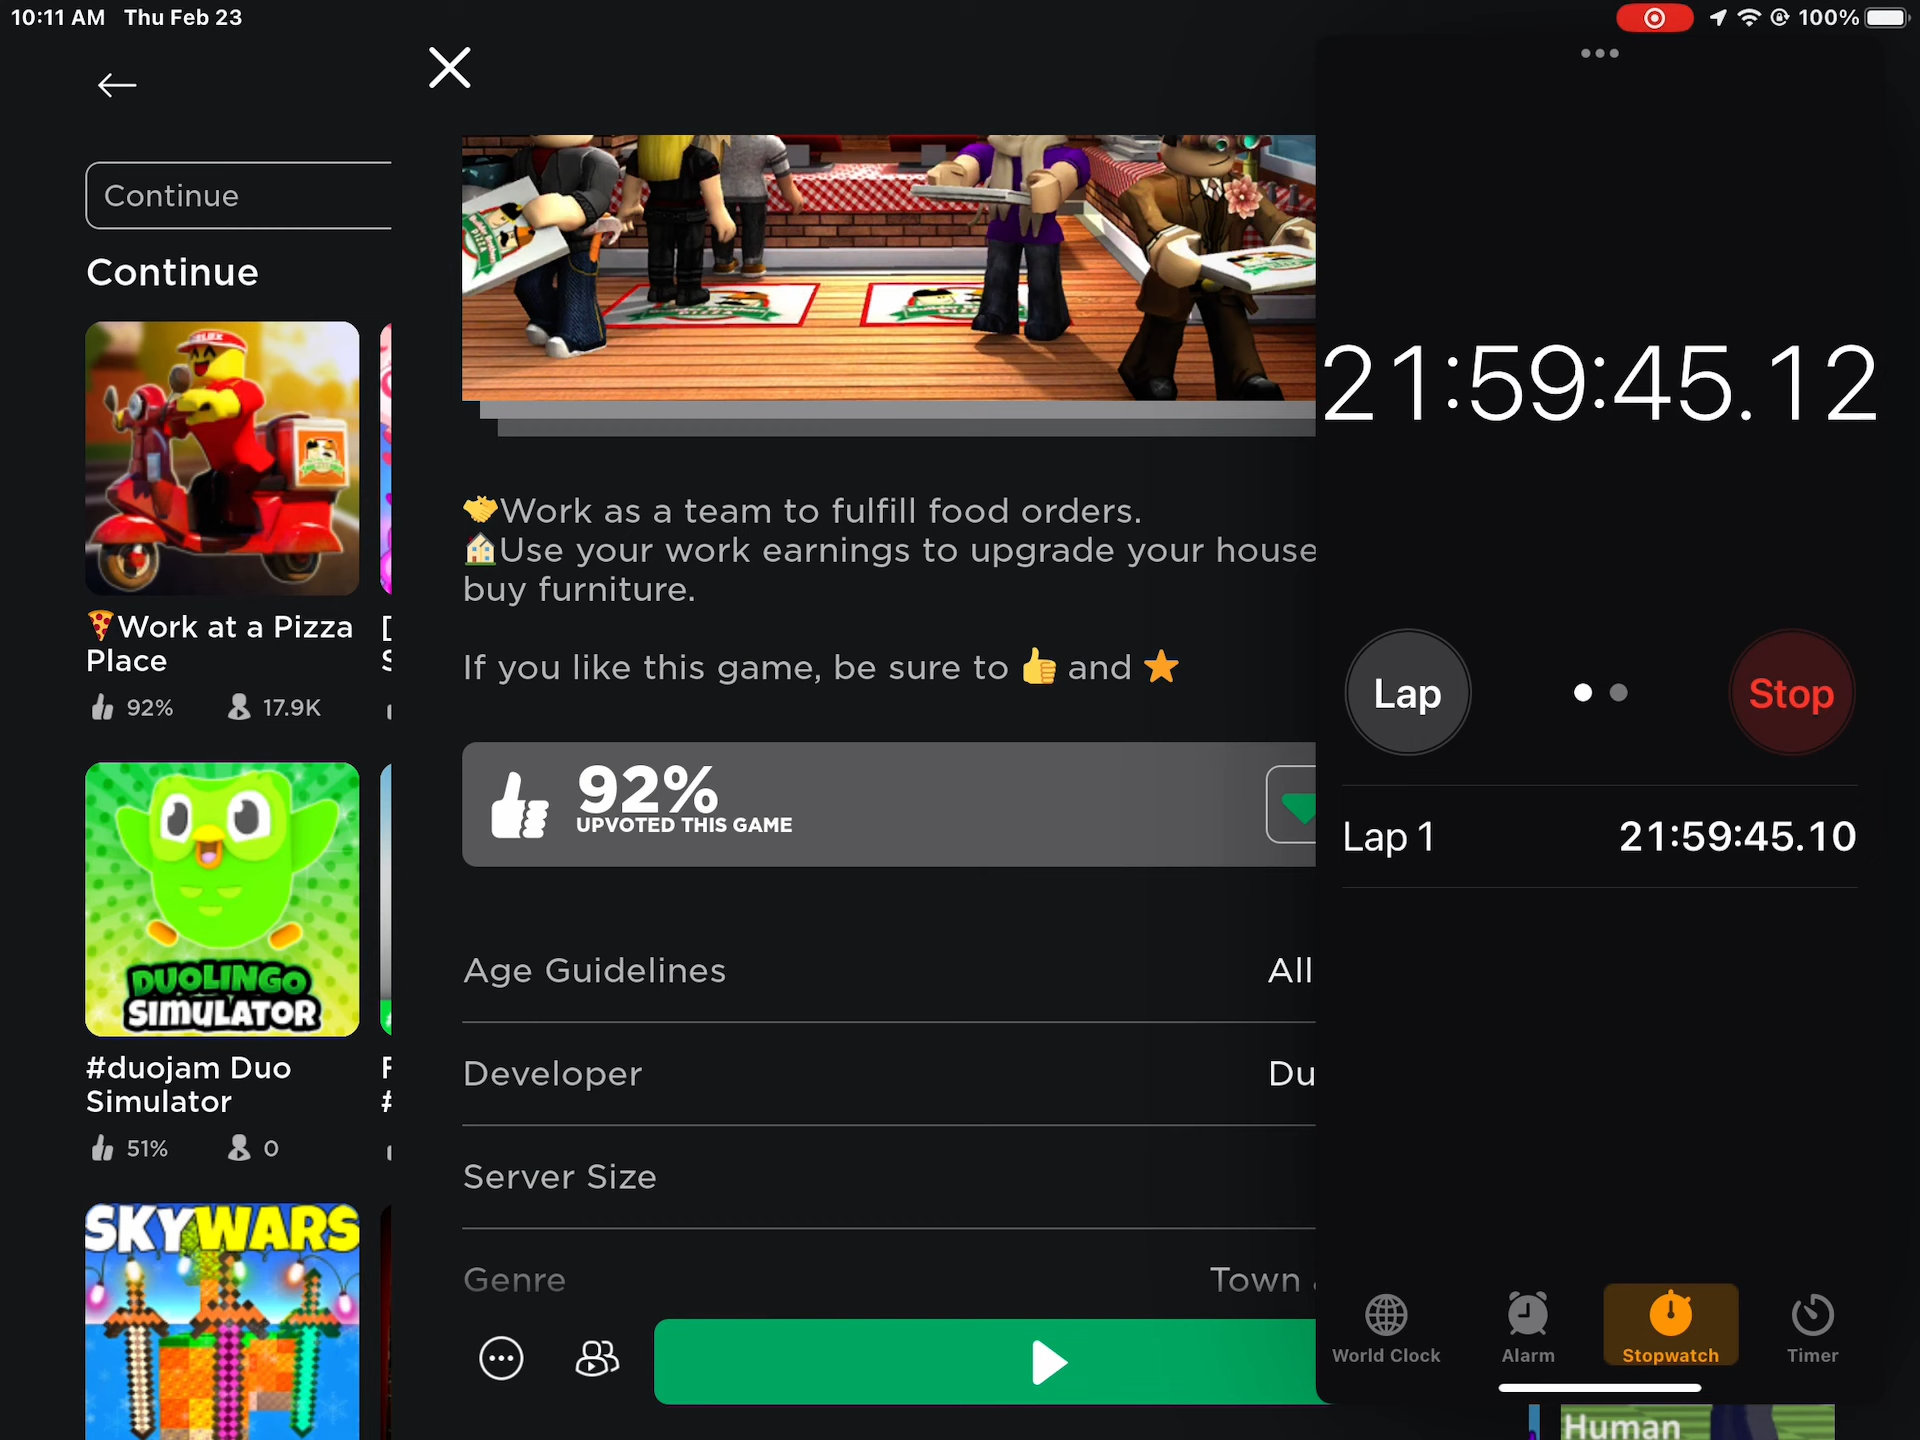 10:11 AM Thu Feb 23
100%
Continue
Continue
🍕Work at a Pizza
Place
92% 17.9K
DUOLINGO
SIMULATOR
#duojam Duo
Simulator
51% 0
SKYWARS
🤝Work as a team to fulfill food orders.
🏠Use your work earnings to upgrade your house
buy furniture.
If you like this game, be sure to 👍 and ⭐
92%
UPVOTED THIS GAME
Age Guidelines All
Developer Du
Server Size
Genre Town
21:59:45.12
Lap
Stop
Lap 1 21:59:45.10
World Clock
Alarm
Stopwatch
Timer
Human